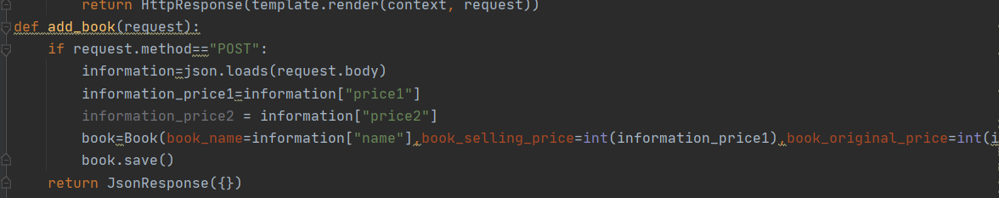 return HttpResponse(template.render(context, request))
def add_book(request):
    if request.method=="POST":
        information=json.loads(request.body)
        information_price1=information["price1"]
        information_price2 = information["price2"]
        book=Book(book_name=information["name"],book_selling_price=int(information_price1),book_original_price=int(i
        book.save()
    return JsonResponse({})